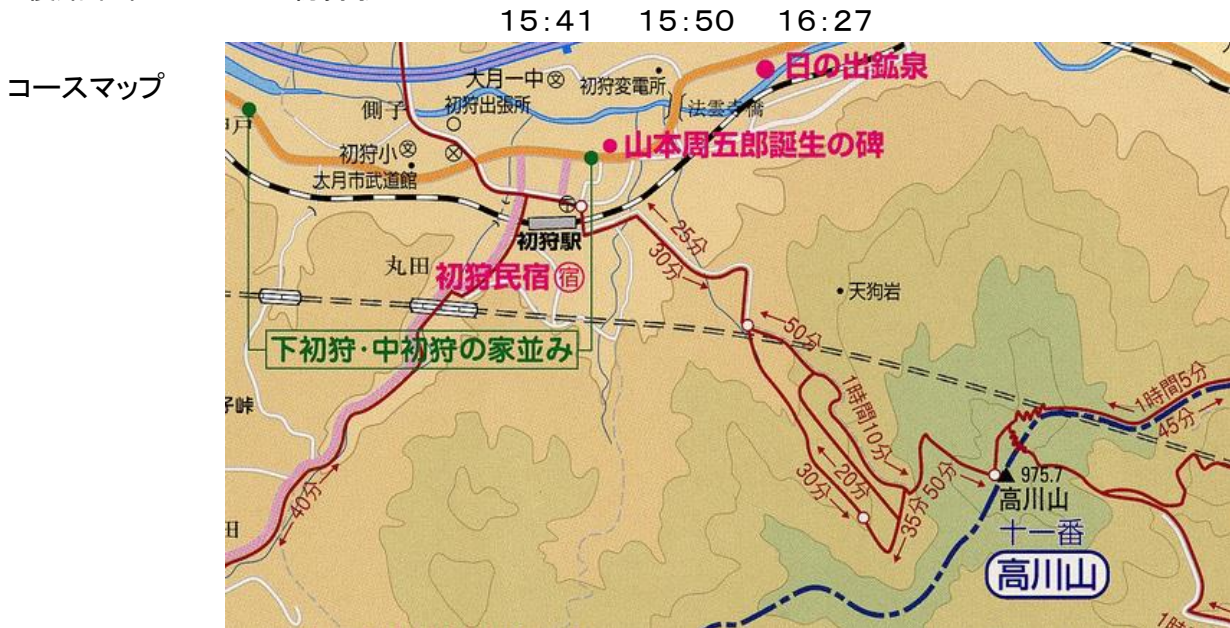 15:41 15:50 16:27
コースマップ
大月一中
文
初狩変電所
日の出鉱泉
側子
初狩出張所
法雲寺橋
初狩小
文
山本周五郎誕生の碑
大月市武道館
初狩駅
25分
30分
丸田
初狩民宿
宿
天狗岩
50分
下初狩・中初狩の家並み
1時間5分
45分
1時間10分
40分
20分
30分
50分
35分
975.7
高川山
十一番
高川山